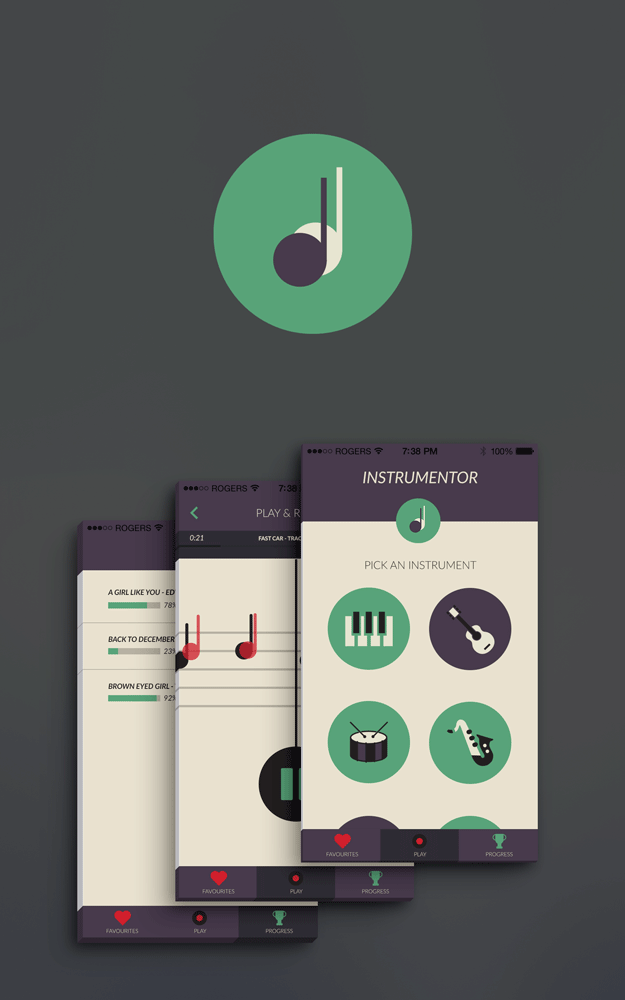 ROGERS
7:38 PM
100%
INSTRUMENTOR
PICK AN INSTRUMENT
FAVOURITES
PLAY
PROGRESS
ROGERS
7:38
PLAY & R
0:21
FAST CAR - TRAC
FAVOURITES
PLAY
PROGRESS
ROGERS
A GIRL LIKE YOU - ED
78%
BACK TO DECEMBER
23%
BROWN EYED GIRL -
92%
FAVOURITES
PLAY
PROGRESS